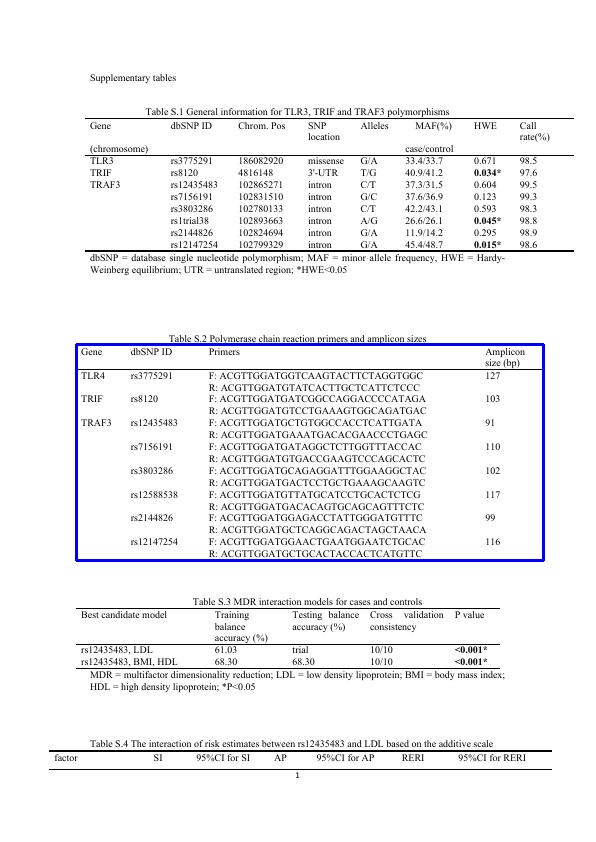 Supplementary tables
Table S.1 General information for TLR3, TRIF and TRAF3 polymorphisms
Gene dbSNP ID Chrom. Pos SNP Alleles MAF(%) HWE Call
location rate(%)
(chromosome) case/control
TLR3 rs3775291 186082920 missense G/A 33.4/33.7 0.671 98.5
TRIF rs8120 4816148 3'-UTR T/G 40.9/41.2 0.034* 97.6
TRAF3 rs12435483 102865271 intron C/T 37.3/31.5 0.604 99.5
rs7156191 102831510 intron G/C 37.6/36.9 0.123 99.3
rs3803286 102780133 intron C/T 42.2/43.1 0.593 98.3
rs1trial38 102893663 intron A/G 26.6/26.1 0.045* 98.8
rs2144826 102824694 intron G/A 11.9/14.2 0.295 98.9
rs12147254 102799329 intron G/A 45.4/48.7 0.015* 98.6
dbSNP = database single nucleotide polymorphism; MAF = minor allele frequency, HWE = Hardy-
Weinberg equilibrium; UTR = untranslated region; *HWE<0.05
Table S.2 Polymerase chain reaction primers and amplicon sizes
Gene dbSNP ID Primers Amplicon
size (bp)
TLR4 rs3775291 F: ACGTTGGATGGTCAAGTACTTCTAGGTGGC 127
R: ACGTTGGATGTATCACTTGCTCATTCTCCC
TRIF rs8120 F: ACGTTGGATGATCGGCCAGGACCCCATAGA 103
R: ACGTTGGATGTCCTGAAAGTGGCAGATGAC
TRAF3 rs12435483 F: ACGTTGGATGCTGTGGCCACCTCATTGATA 91
R: ACGTTGGATGAAATGACACGAACCCTGAGC
rs7156191 F: ACGTTGGATGATAGGCTCTTGGTTTACCAC 110
R: ACGTTGGATGTGACCGAAGTCCCAGCACTC
rs3803286 F: ACGTTGGATGCAGAGGATTTGGAAGGCTAC 102
R: ACGTTGGATGACTCCTGCTGAAAGCAAGTC
rs12588538 F: ACGTTGGATGTTATGCATCCTGCACTCTCG 117
R: ACGTTGGATGACACAGTGCAGCAGTTTCTC
rs2144826 F: ACGTTGGATGGAGACCTATTGGGATGTTTC 99
R: ACGTTGGATGCTCAGGCAGACTAGCTAACA
rs12147254 F: ACGTTGGATGGAACTGAATGGAATCTGCAC 116
R: ACGTTGGATGCTGCACTACCACTCATGTTC
Table S.3 MDR interaction models for cases and controls
Best candidate model Training Testing balance Cross validation P value
balance accuracy (%) consistency
accuracy (%)
rs12435483, LDL 61.03 trial 10/10 <0.001*
rs12435483, BMI, HDL 68.30 68.30 10/10 <0.001*
MDR = multifactor dimensionality reduction; LDL = low density lipoprotein; BMI = body mass index;
HDL = high density lipoprotein; *P<0.05
Table S.4 The interaction of risk estimates between rs12435483 and LDL based on the additive scale
factor SI 95%CI for SI AP 95%CI for AP RERI 95%CI for RERI
1